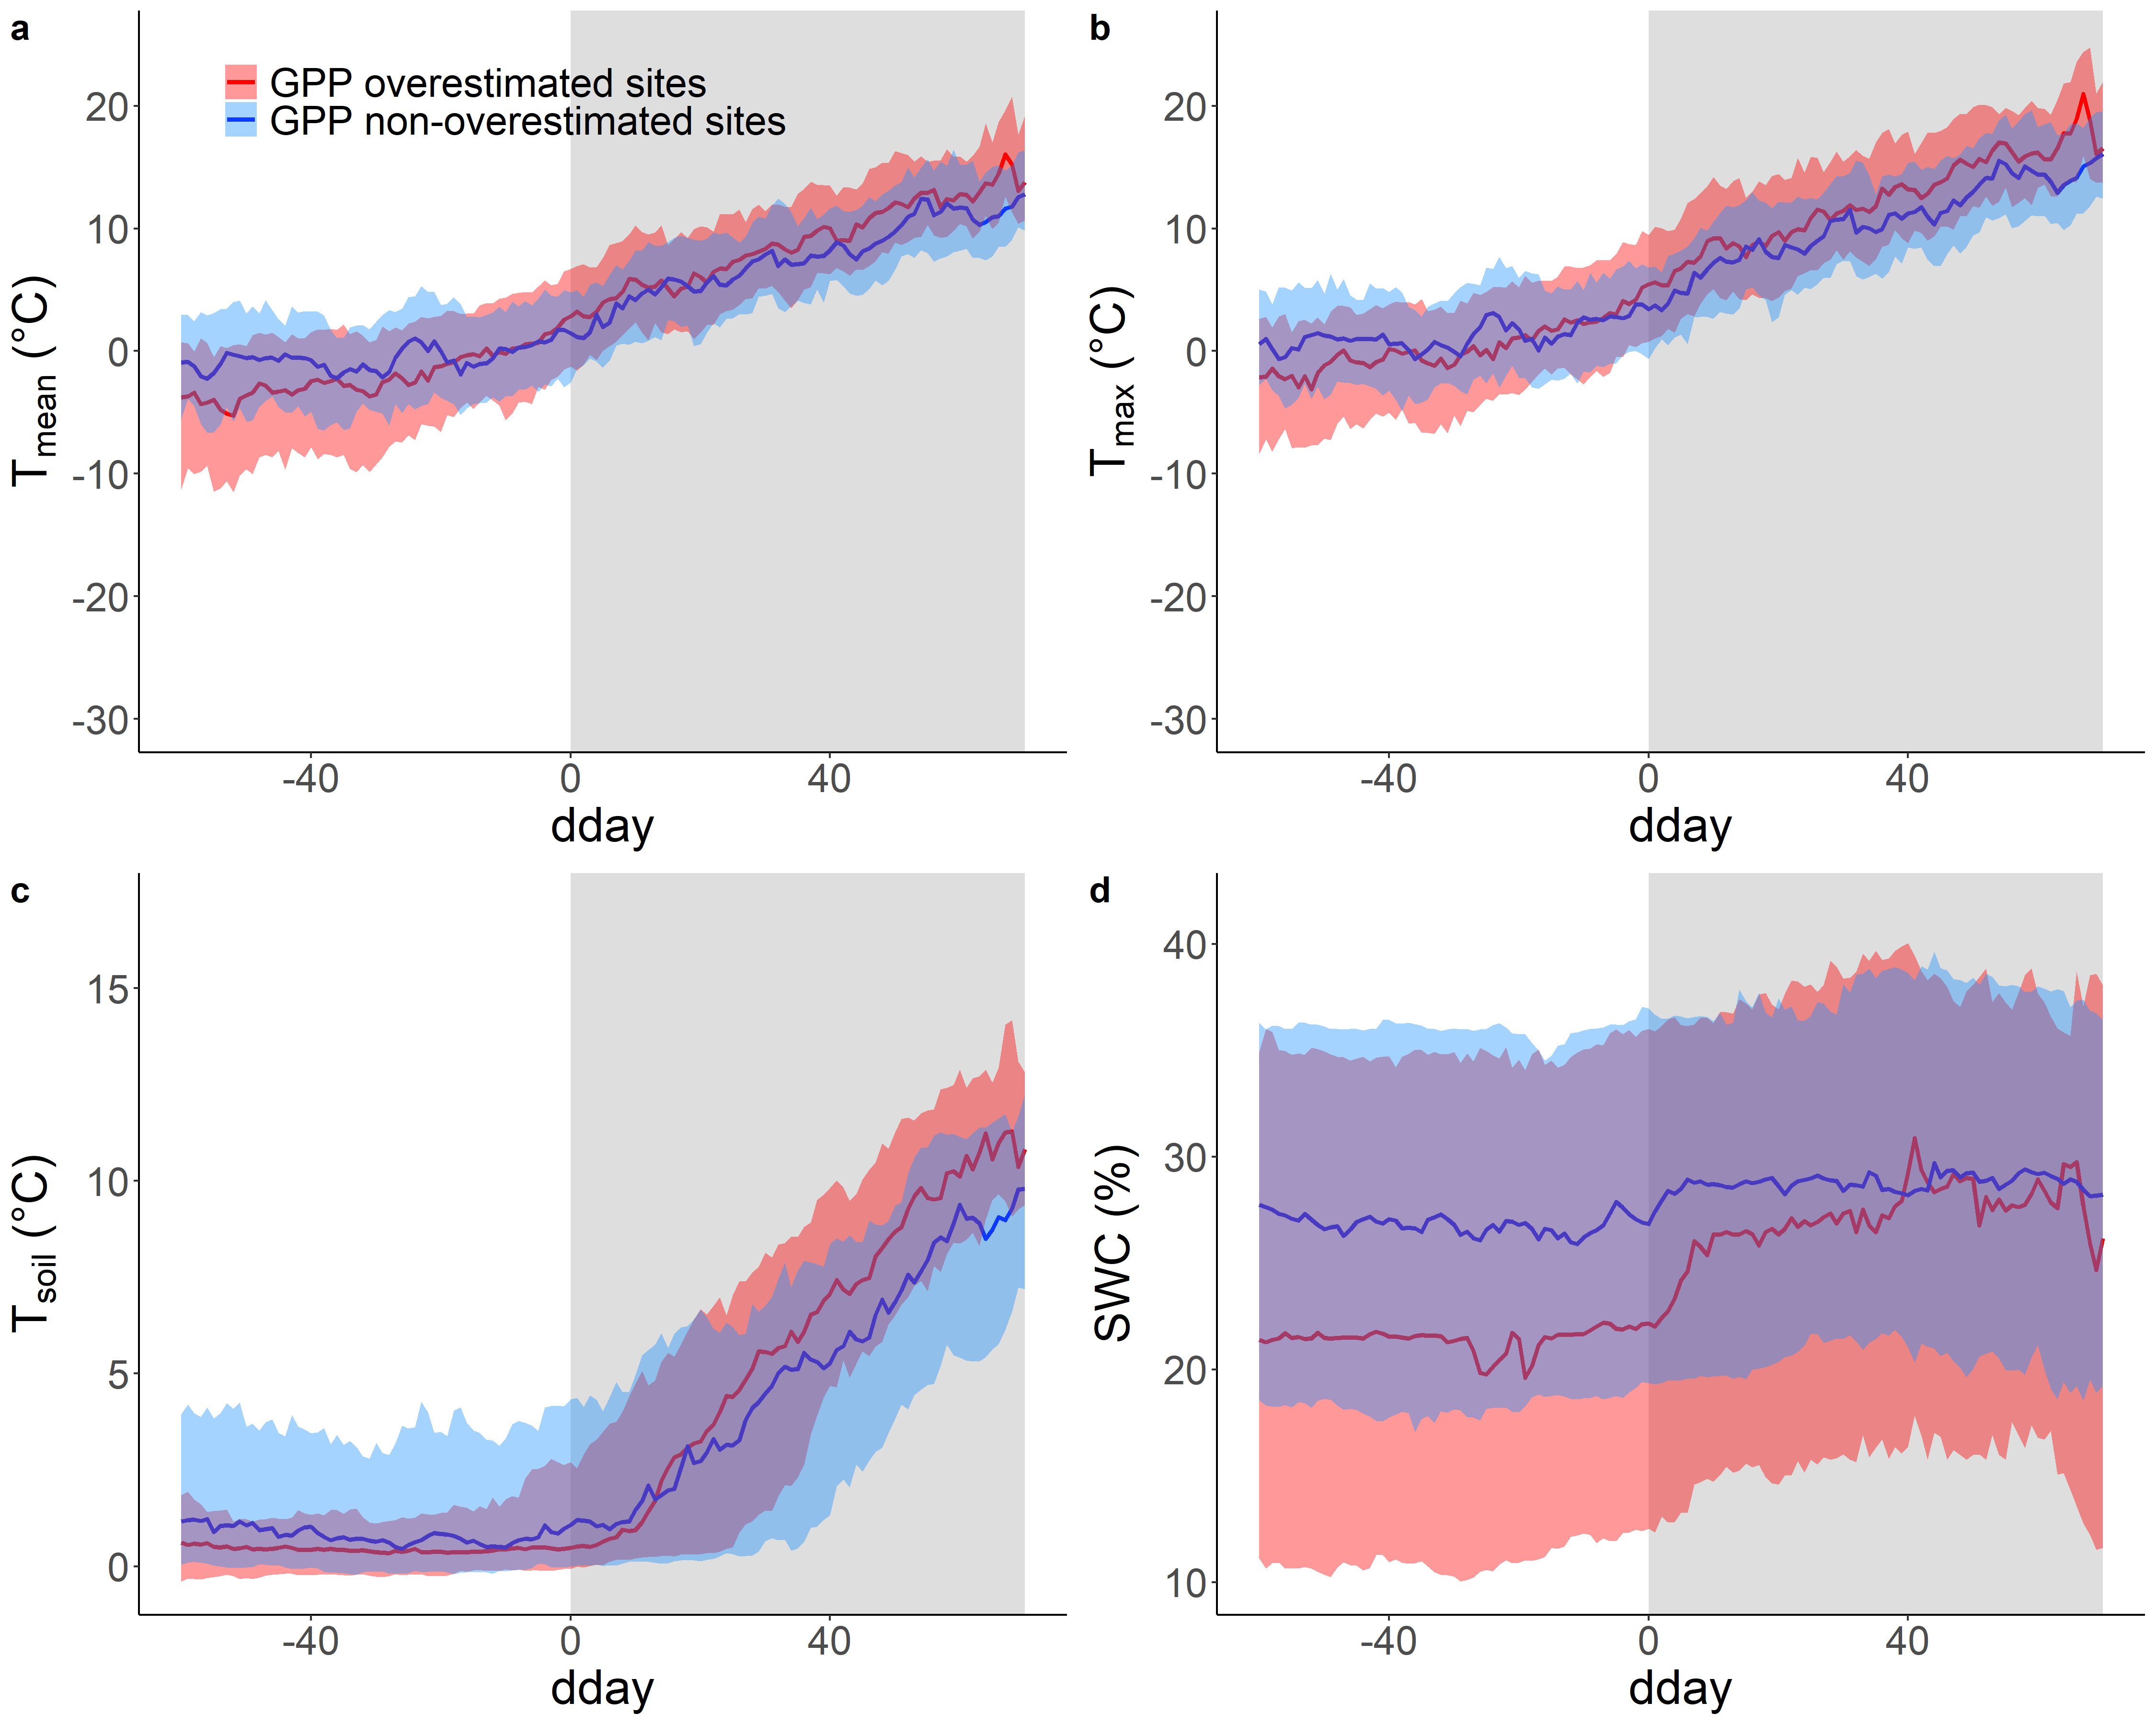 a
GPP overestimated sites
GPP non-overestimated sites
20
10
0
-10
-20
-30
Tmean (°C)
-40 0 40
dday
b
20
10
0
-10
-20
-30
Tmax (°C)
-40 0 40
dday
c
15
10
5
0
Tsoil (°C)
-40 0 40
dday
d
40
30
20
10
SWC (%)
-40 0 40
dday